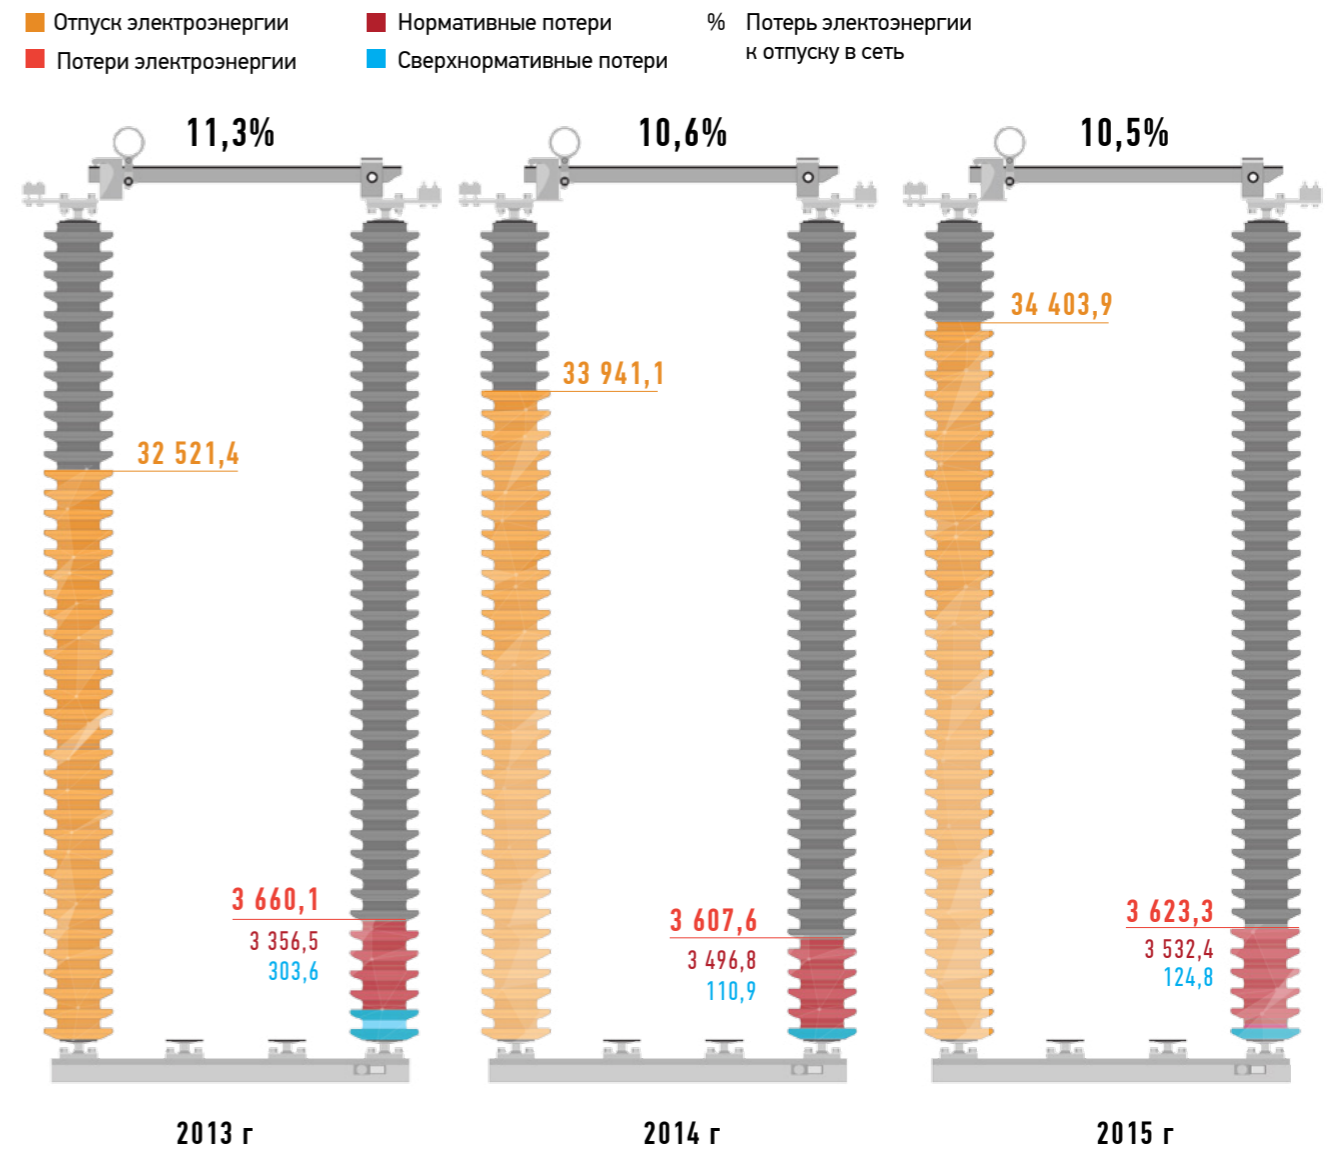 Отпуск электроэнергии
Потери электроэнергии
Нормативные потери
Сверхнормативные потери
% Потерь электоэнергии
к отпуску в сеть
11,3%
32 521,4
3 660,1
3 356,5
303,6
2013 г
10,6%
33 941,1
3 607,6
3 496,8
110,9
2014 г
10,5%
34 403,9
3 623,3
3 532,4
124,8
2015 г